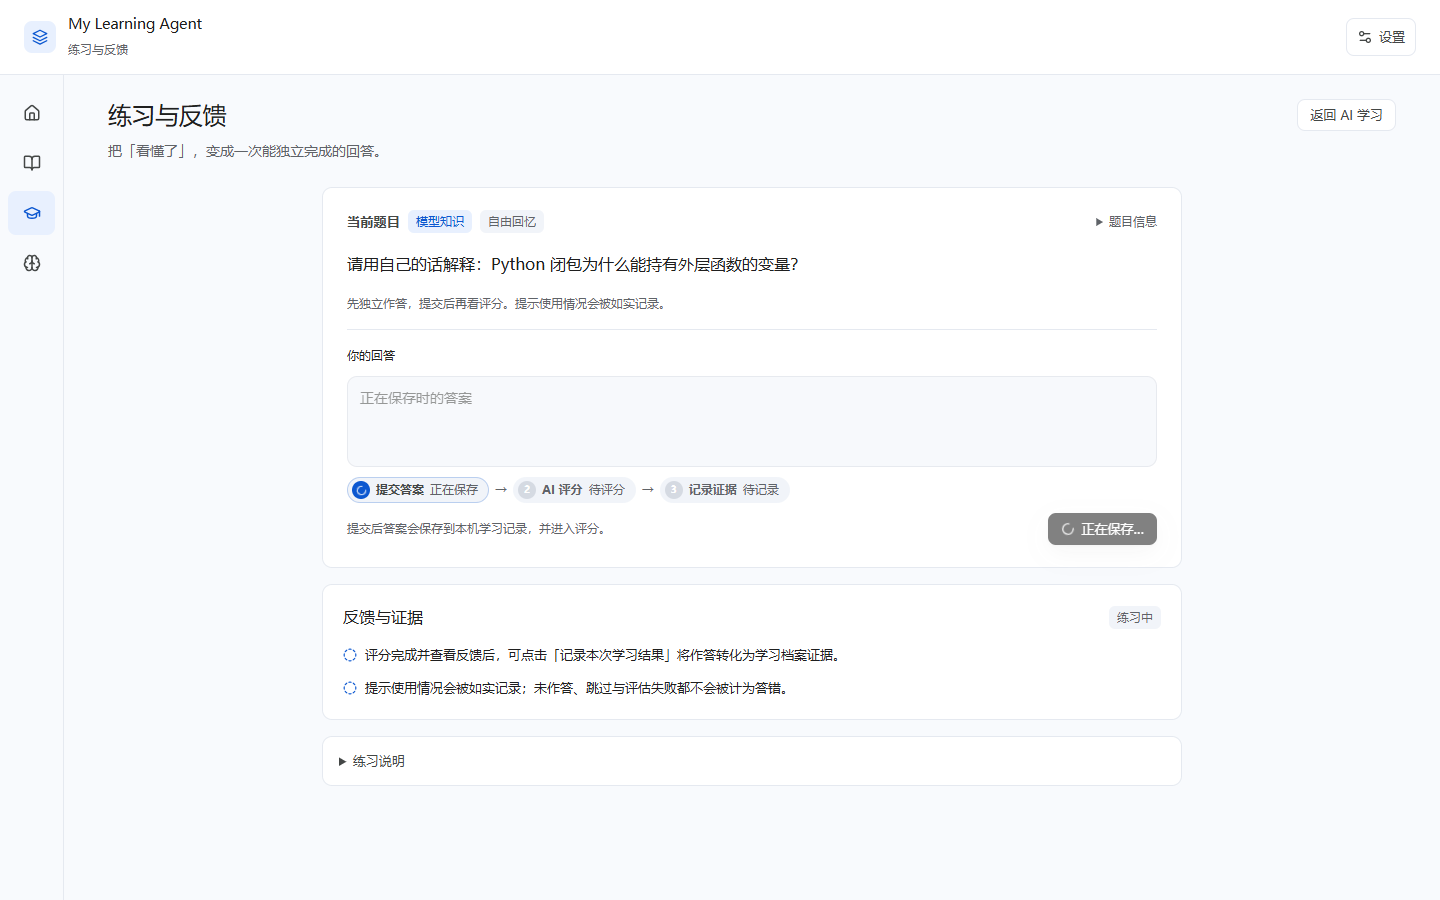 My Learning Agent
练习与反馈
设置
练习与反馈
返回 AI 学习
把「看懂了」，变成一次能独立完成的回答。
当前题目 模型知识 自由回忆
题目信息
请用自己的话解释：Python 闭包为什么能持有外层函数的变量？
先独立作答，提交后再看评分。提示使用情况会被如实记录。
你的回答
正在保存时的答案
提交答案 正在保存 → 2 AI 评分 待评分 → 3 记录证据 待记录
提交后答案会保存到本机学习记录，并进入评分。
正在保存...
反馈与证据
练习中
评分完成并查看反馈后，可点击「记录本次学习结果」将作答转化为学习档案证据。
提示使用情况会被如实记录；未作答、跳过与评估失败都不会被计为答错。
练习说明